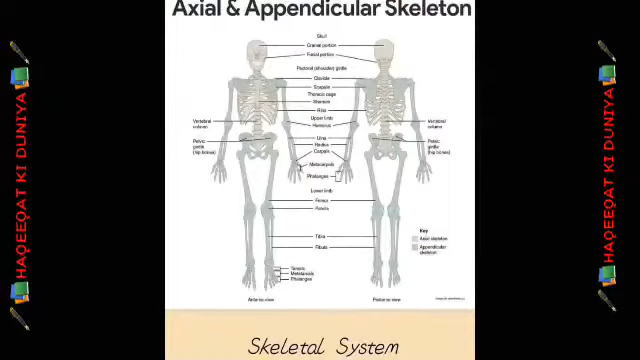 Axial & Appendicular Skeleton
Skull
Cranial portion
Facial portion
Pectoral (shoulder) girdle
Clavicle
Scapula
Thoracic cage
Sternum
Ribs
Upper limb
Humerus
Vertebral column
Vertebral column
Ulna
Radius
Carpals
Pelvic girdle (hip bones)
Pelvic girdle (hip bones)
Metacarpals
Phalanges
Lower limb
Femur
Patella
Tibia
Fibula
Key
Axial skeleton
Appendicular skeleton
Tarsals
Metatarsals
Phalanges
Anterior view
Posterior view
Skeletal System
HAQEEQAT KI DUNIYA
HAQEEQAT KI DUNIYA